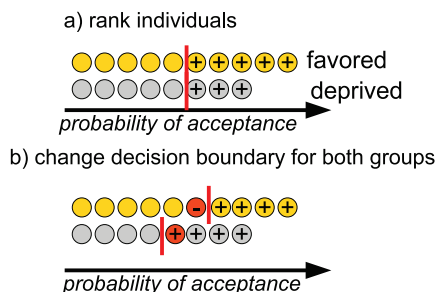 a) rank individuals
+ + + + + favored
+ + + deprived
probability of acceptance
b) change decision boundary for both groups
- + + + +
+ + + +
probability of acceptance